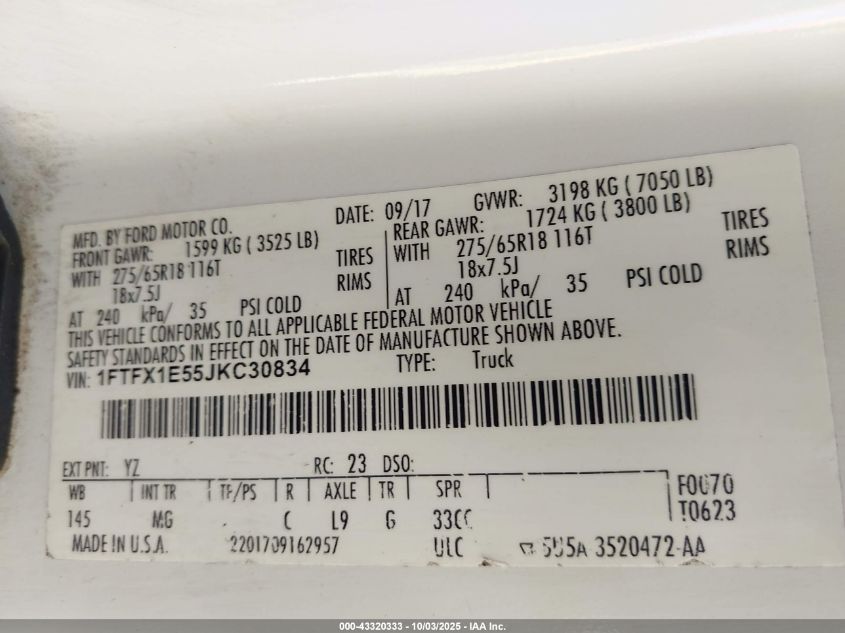 MFD. BY FORD MOTOR CO. DATE: 09/17 GVWR: 3198 KG ( 7050 LB)
FRONT GAWR: 1599 KG ( 3525 LB) REAR GAWR: 1724 KG ( 3800 LB)
WITH 275/65R18 116T TIRES WITH 275/65R18 116T TIRES
18x7.5J RIMS 18x7.5J RIMS
AT 240 kPa/ 35 PSI COLD AT 240 kPa/ 35 PSI COLD
THIS VEHICLE CONFORMS TO ALL APPLICABLE FEDERAL MOTOR VEHICLE
SAFETY STANDARDS IN EFFECT ON THE DATE OF MANUFACTURE SHOWN ABOVE.
VIN: 1FTFX1E55JKC30834 TYPE: Truck
EXT PNT: YZ RC: 23 DSO:
WB INT TR TP/PS R AXLE TR SPR F0070
145 MG C L9 G T0623
MADE IN U.S.A. 2201709162957 ULC 3520472-AA
000-43320333 - 10/03/2025 - IAA Inc.